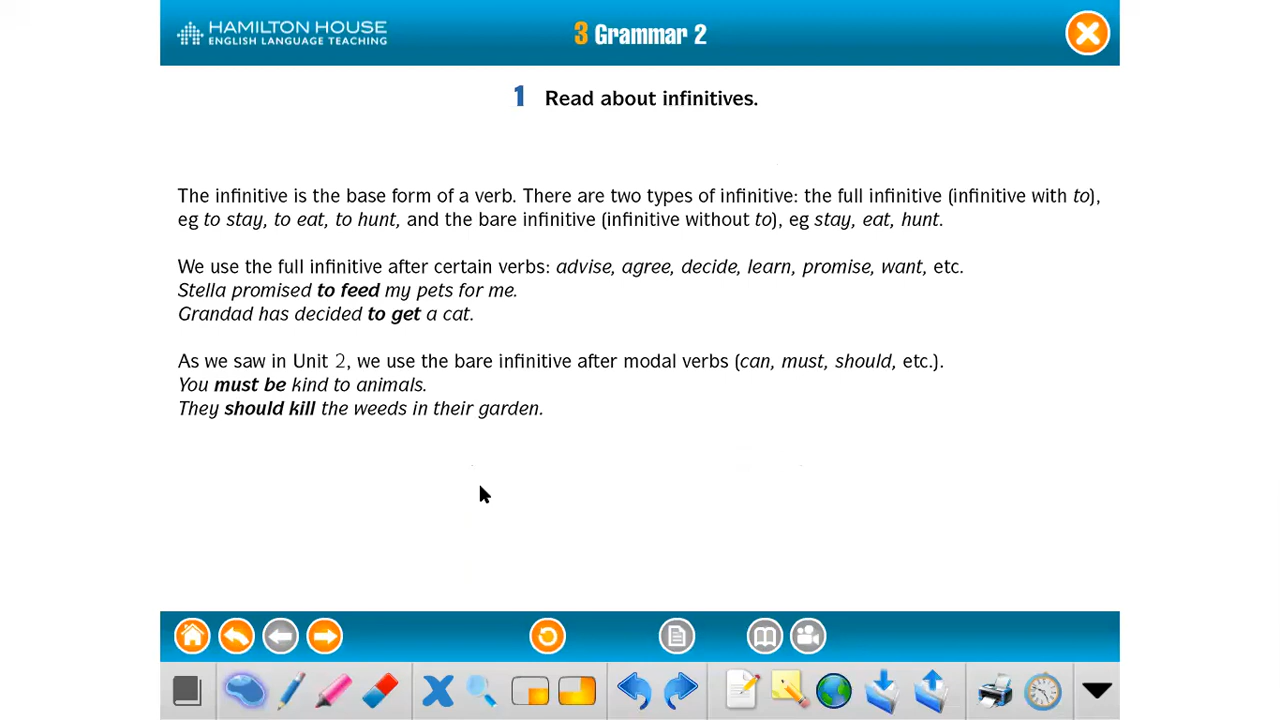 HAMILTON HOUSE
ENGLISH LANGUAGE TEACHING
3 Grammar 2
1 Read about infinitives.
The infinitive is the base form of a verb. There are two types of infinitive: the full infinitive (infinitive with to),
eg to stay, to eat, to hunt, and the bare infinitive (infinitive without to), eg stay, eat, hunt.
We use the full infinitive after certain verbs: advise, agree, decide, learn, promise, want, etc.
Stella promised to feed my pets for me.
Grandad has decided to get a cat.
As we saw in Unit 2, we use the bare infinitive after modal verbs (can, must, should, etc.).
You must be kind to animals.
They should kill the weeds in their garden.